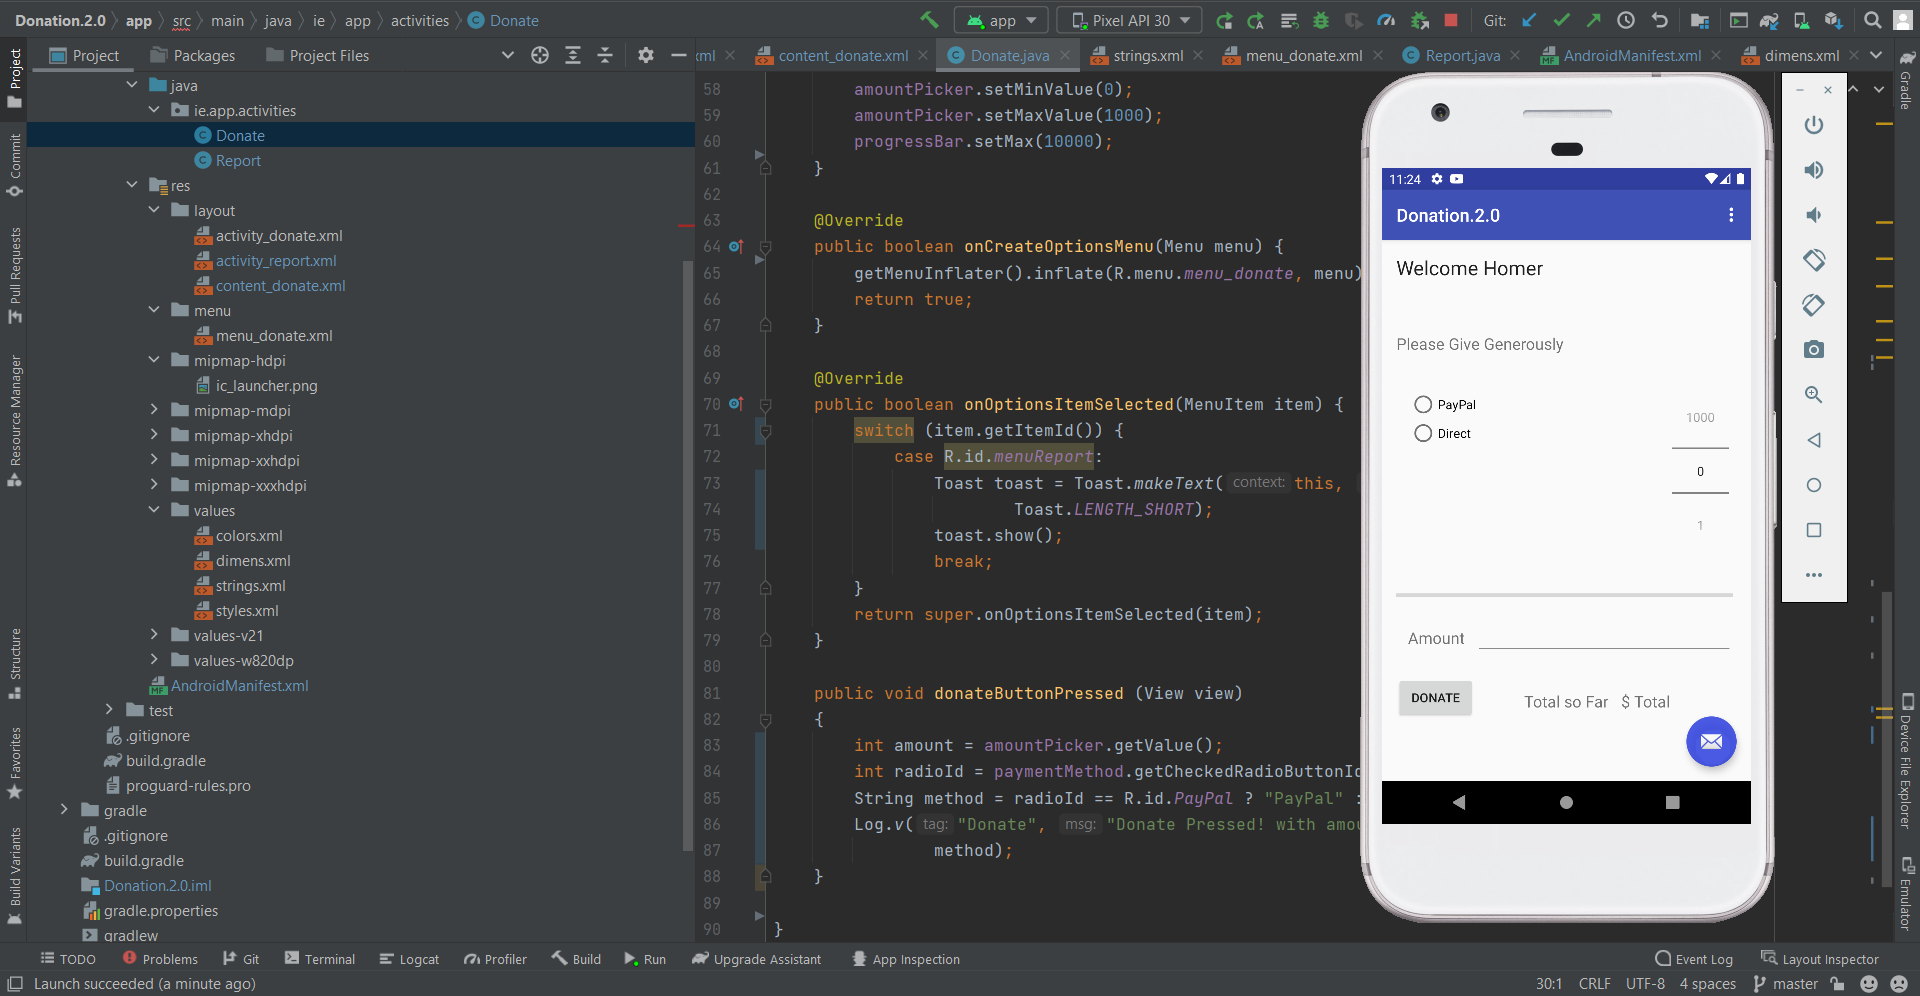 Donation.2.0 app src main java ie app activities Donate
app Pixel API 30 Git:
Project Packages Project Files
xml content_donate.xml Donate.java strings.xml menu_donate.xml Report.java AndroidManifest.xml dimens.xml
Project
Commit
Pull Requests
Resource Manager
Structure
Favorites
Build Variants
java
ie.app.activities
Donate
Report
res
layout
activity_donate.xml
activity_report.xml
content_donate.xml
menu
menu_donate.xml
mipmap-hdpi
ic_launcher.png
mipmap-mdpi
mipmap-xhdpi
mipmap-xxhdpi
mipmap-xxxhdpi
values
colors.xml
dimens.xml
strings.xml
styles.xml
values-v21
values-w820dp
AndroidManifest.xml
test
.gitignore
build.gradle
proguard-rules.pro
gradle
.gitignore
build.gradle
Donation.2.0.iml
gradle.properties
gradlew
58 amountPicker.setMinValue(0);
59 amountPicker.setMaxValue(1000);
60 progressBar.setMax(10000);
61 }
62
63 @Override
64 public boolean onCreateOptionsMenu(Menu menu) {
65 getMenuInflater().inflate(R.menu.menu_donate, menu)
66 return true;
67 }
68
69 @Override
70 public boolean onOptionsItemSelected(MenuItem item) {
71 switch (item.getItemId()) {
72 case R.id.menuReport:
73 Toast toast = Toast.makeText( context: this,
74 Toast.LENGTH_SHORT);
75 toast.show();
76 break;
77 }
78 return super.onOptionsItemSelected(item);
79 }
80
81 public void donateButtonPressed (View view)
82 {
83 int amount = amountPicker.getValue();
84 int radioId = paymentMethod.getCheckedRadioButtonId
85 String method = radioId == R.id.PayPal ? "PayPal" :
86 Log.v( tag: "Donate", msg: "Donate Pressed! with amou
87 method);
88 }
89
90 }
11:24
Donation.2.0
Welcome Homer
Please Give Generously
PayPal
Direct
1000
0
1
Amount
DONATE Total so Far $ Total
Gradle
Device File Explorer
Emulator
TODO Problems Git Terminal Logcat Profiler Build Run Upgrade Assistant App Inspection Event Log Layout Inspector
Launch succeeded (a minute ago) 30:1 CRLF UTF-8 4 spaces master